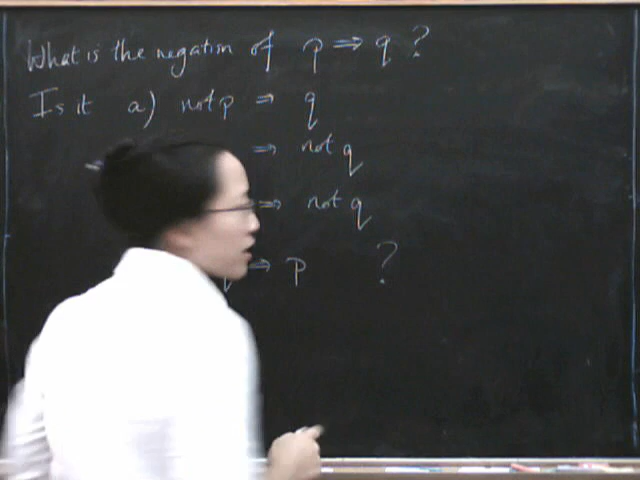 What is the negation of p ⇒ q ?
Is it a) not p ⇒ q
⇒ not q
⇒ not q
q ⇒ p ?